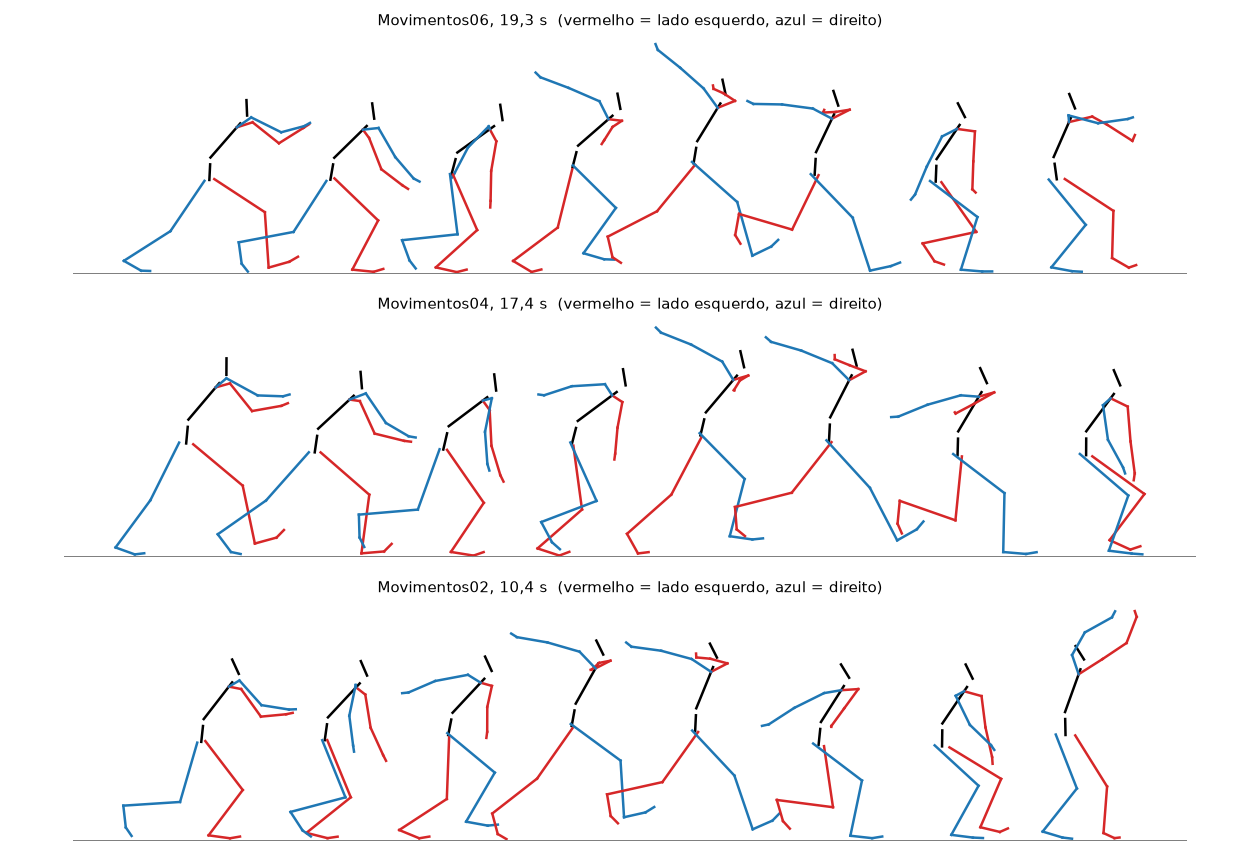 Movimentos06, 19,3 s  (vermelho = lado esquerdo, azul = direito)
Movimentos04, 17,4 s  (vermelho = lado esquerdo, azul = direito)
Movimentos02, 10,4 s  (vermelho = lado esquerdo, azul = direito)